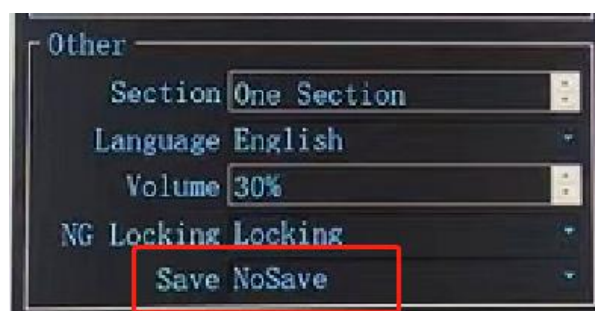 Other
Section One Section
Language English
Volume 30%
NG Locking Locking
Save NoSave